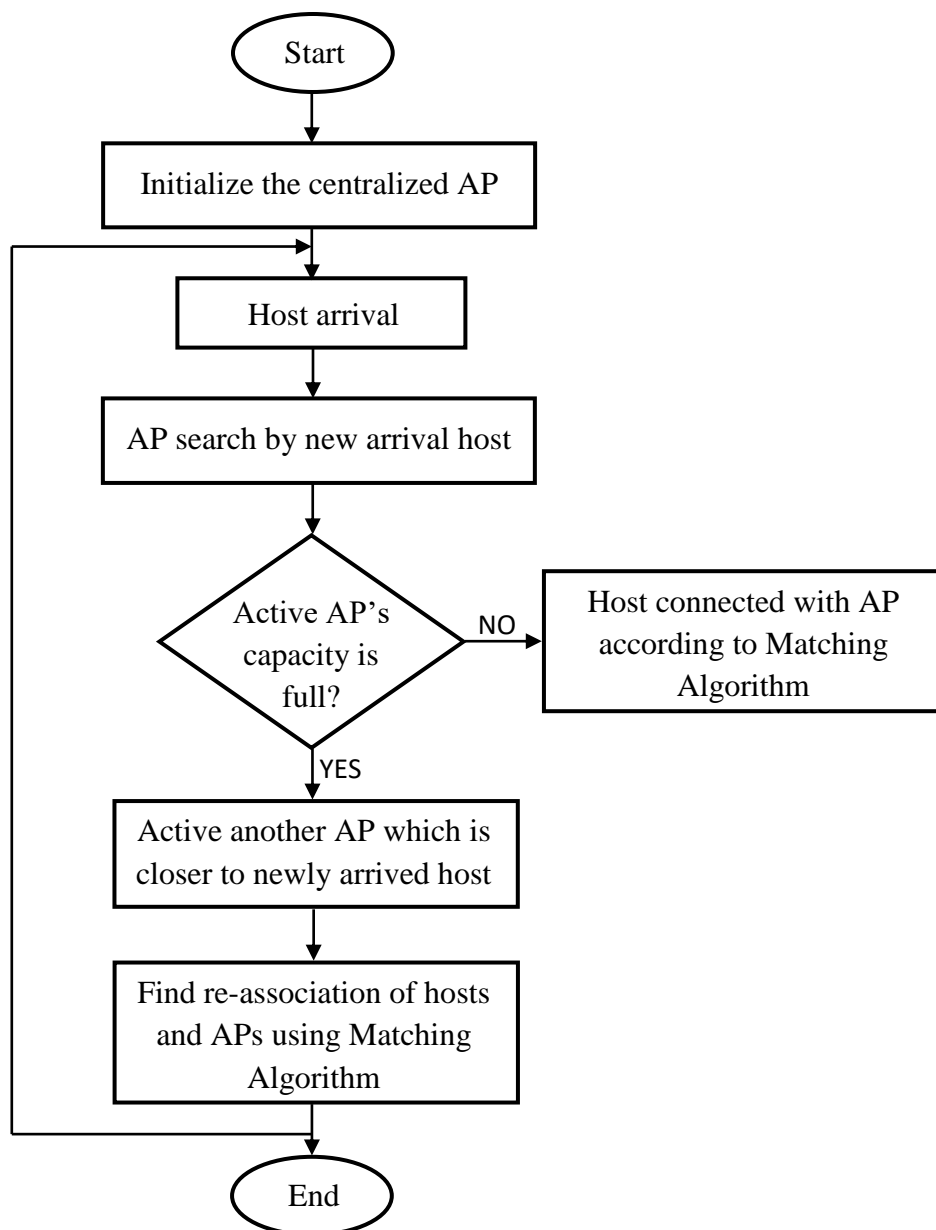 Start
Initialize the centralized AP
Host arrival
AP search by new arrival host
Active AP’s
capacity is
full?
NO
Host connected with AP
according to Matching
Algorithm
YES
Active another AP which is
closer to newly arrived host
Find re-association of hosts
and APs using Matching
Algorithm
End